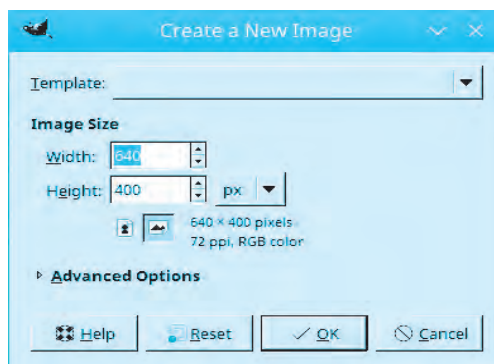 Create a New Image
Template:
Image Size
Width: 640
Height: 400 px
640 × 400 pixels
72 ppi, RGB color
Advanced Options
Help Reset OK Cancel